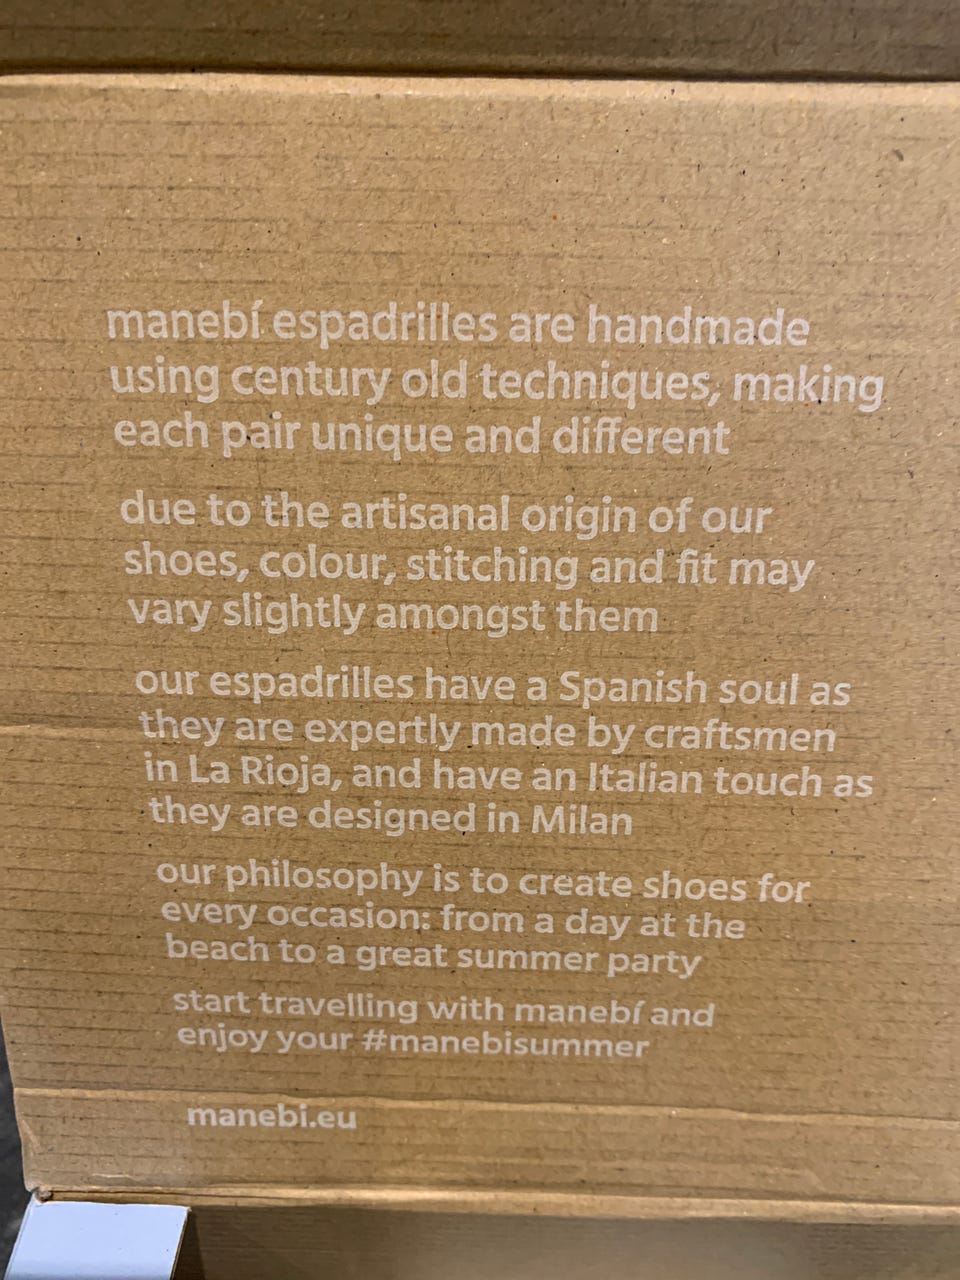 manebí espadrilles are handmade
using century old techniques, making
each pair unique and different
due to the artisanal origin of our
shoes, colour, stitching and fit may
vary slightly amongst them
our espadrilles have a Spanish soul as
they are expertly made by craftsmen
in La Rioja, and have an Italian touch as
they are designed in Milan
our philosophy is to create shoes for
every occasion: from a day at the
beach to a great summer party
start travelling with manebí and
enjoy your #manebisummer
manebi.eu